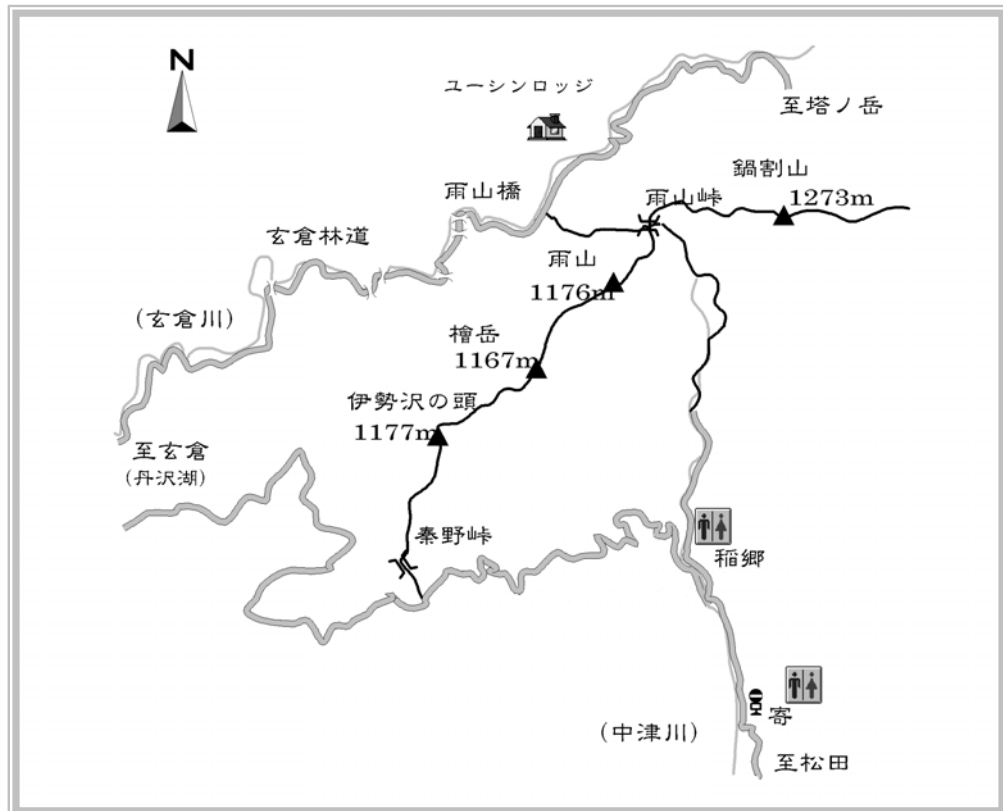 N
ユーシンロッジ
至塔ノ岳
鍋割山
1273m
雨山峠
雨山橋
玄倉林道
雨山
1176m
(玄倉川)
檜岳
1167m
伊勢沢の頭
1177m
至玄倉
(丹沢湖)
秦野峠
稲郷
寄
(中津川)
至松田